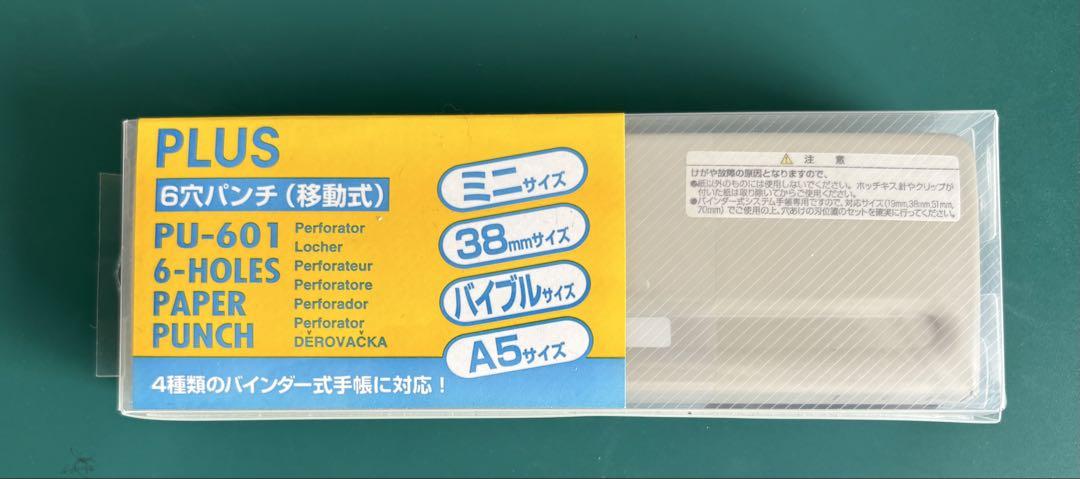 PLUS
6穴パンチ(移動式)
PU-601
6-HOLES
PAPER
PUNCH
Perforator
Locher
Perforateur
Perforatore
Perforador
Perforator
DĚROVAČKA
ミニサイズ
38mmサイズ
バイブルサイズ
A5サイズ
4種類のバインダー式手帳に対応!
⚠ 注 意
けがや故障の原因となりますので、
●紙以外のものには使用しないでください。ホッチキス針やクリップが
付いた紙は取り除いてからご使用ください。
●バインダー式システム手帳専用ですので、対応サイズ(19mm,38mm,51mm,
70mm)でご使用の上、穴あけの刃位置のセットを確実に行ってください。